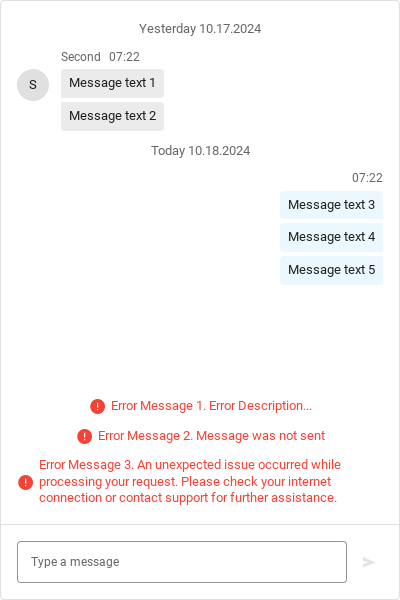 Yesterday 10.17.2024
Second 07:22
S
Message text 1
Message text 2
Today 10.18.2024
07:22
Message text 3
Message text 4
Message text 5
Error Message 1. Error Description...
Error Message 2. Message was not sent
Error Message 3. An unexpected issue occurred while
processing your request. Please check your internet
connection or contact support for further assistance.
Type a message